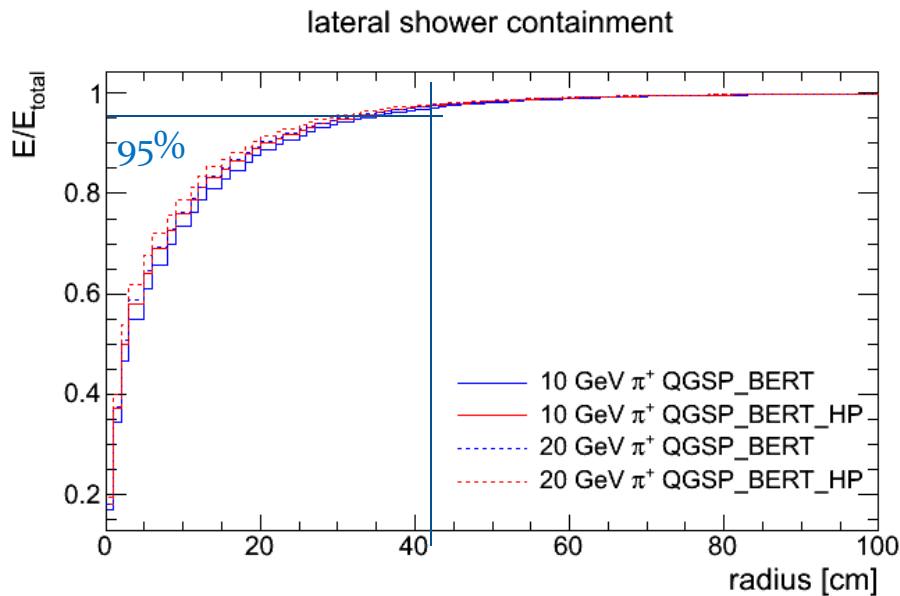 lateral shower containment
E/E_total
1
95%
0.8
0.6
0.4
0.2
10 GeV π⁺ QGSP_BERT
10 GeV π⁺ QGSP_BERT_HP
20 GeV π⁺ QGSP_BERT
20 GeV π⁺ QGSP_BERT_HP
0 20 40 60 80 100
radius [cm]